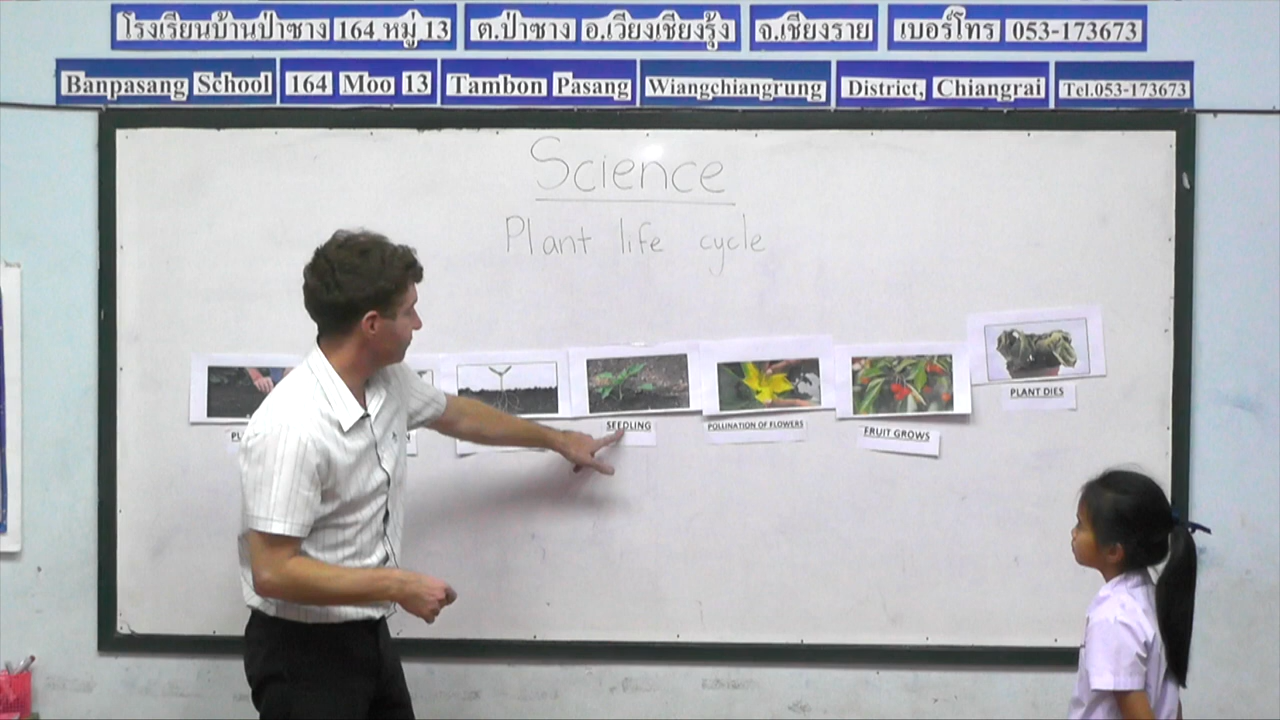 โรงเรียนบ้านป่าซาง 164 หมู่ 13 ต.ป่าซาง อ.เวียงเชียงรุ้ง จ.เชียงราย เบอร์โทร 053-173673
Banpasang School 164 Moo 13 Tambon Pasang Wiangchiangrung District, Chiangrai Tel.053-173673
Science
Plant life cycle
PLANT DIES
SEEDLING
POLLINATION OF FLOWERS
FRUIT GROWS